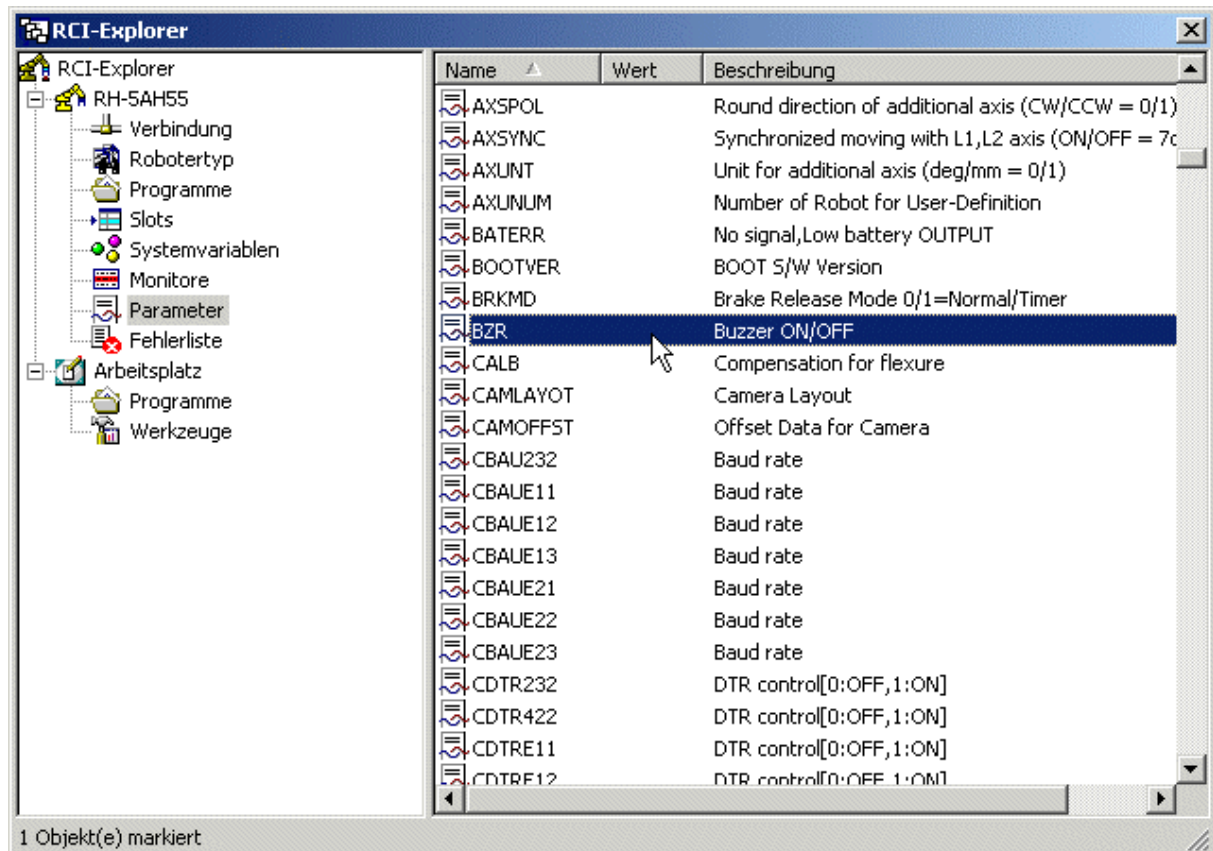 RCI-Explorer
RCI-Explorer
RH-5AH55
Verbindung
Robotertyp
Programme
Slots
Systemvariablen
Monitore
Parameter
Fehlerliste
Arbeitsplatz
Programme
Werkzeuge
Name Wert Beschreibung
AXSPOL Round direction of additional axis (CW/CCW = 0/1)
AXSYNC Synchronized moving with L1,L2 axis (ON/OFF =
AXUNT Unit for additional axis (deg/mm = 0/1)
AXUNUM Number of Robot for User-Definition
BATERR No signal,Low battery OUTPUT
BOOTVER BOOT S/W Version
BRKMD Brake Release Mode 0/1=Normal/Timer
BZR Buzzer ON/OFF
CALB Compensation for flexure
CAMLAYOT Camera Layout
CAMOFFST Offset Data for Camera
CBAU232 Baud rate
CBAUE11 Baud rate
CBAUE12 Baud rate
CBAUE13 Baud rate
CBAUE21 Baud rate
CBAUE22 Baud rate
CBAUE23 Baud rate
CDTR232 DTR control[0:OFF,1:ON]
CDTR422 DTR control[0:OFF,1:ON]
CDTRE11 DTR control[0:OFF,1:ON]
CDTRE12 DTR control[0:OFF,1:ON]
1 Objekt(e) markiert